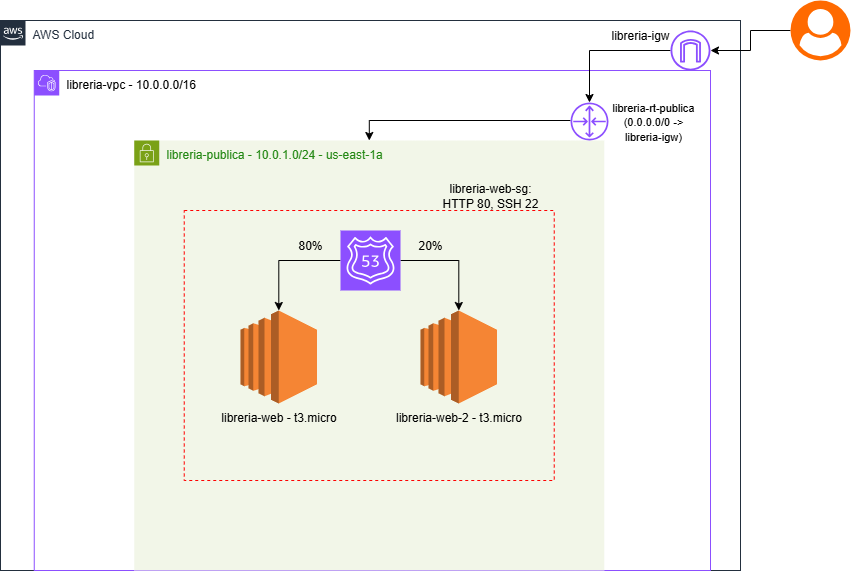 aws
AWS Cloud
libreria-igw
libreria-vpc - 10.0.0.0/16
libreria-rt-publica
(0.0.0.0/0 ->
libreria-igw)
libreria-publica - 10.0.1.0/24 - us-east-1a
libreria-web-sg:
HTTP 80, SSH 22
80%
53
20%
libreria-web - t3.micro
libreria-web-2 - t3.micro